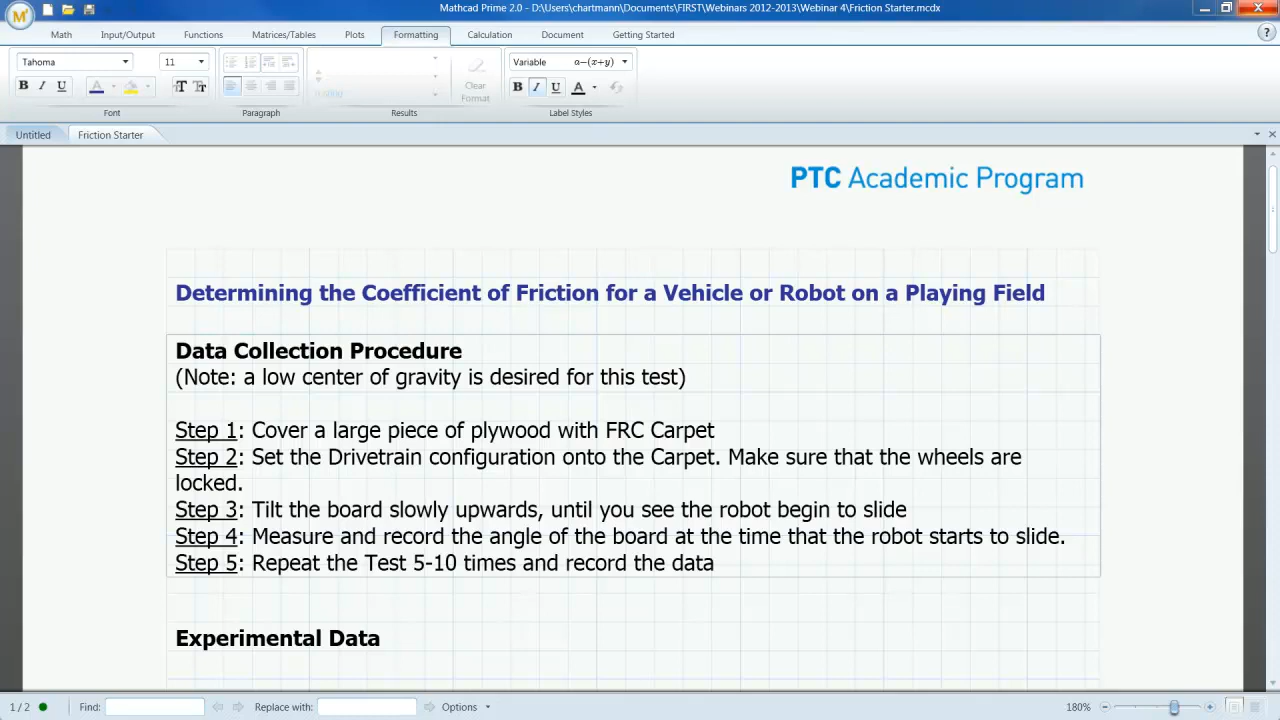 Mathcad Prime 2.0 - D:\Users\chartmann\Documents\FIRST\Webinars 2012-2013\Webinar 4\Friction Starter.mcdx
Math Input/Output Functions Matrices/Tables Plots Formatting Calculation Document Getting Started
Tahoma 11 Variable a−(x+y)
B I U Clear Format B I U A
Font Paragraph Results Label Styles
Untitled Friction Starter
PTC Academic Program
Determining the Coefficient of Friction for a Vehicle or Robot on a Playing Field
Data Collection Procedure
(Note: a low center of gravity is desired for this test)
Step 1: Cover a large piece of plywood with FRC Carpet
Step 2: Set the Drivetrain configuration onto the Carpet. Make sure that the wheels are
locked.
Step 3: Tilt the board slowly upwards, until you see the robot begin to slide
Step 4: Measure and record the angle of the board at the time that the robot starts to slide.
Step 5: Repeat the Test 5-10 times and record the data
Experimental Data
1 / 2 Find: Replace with: Options 180%